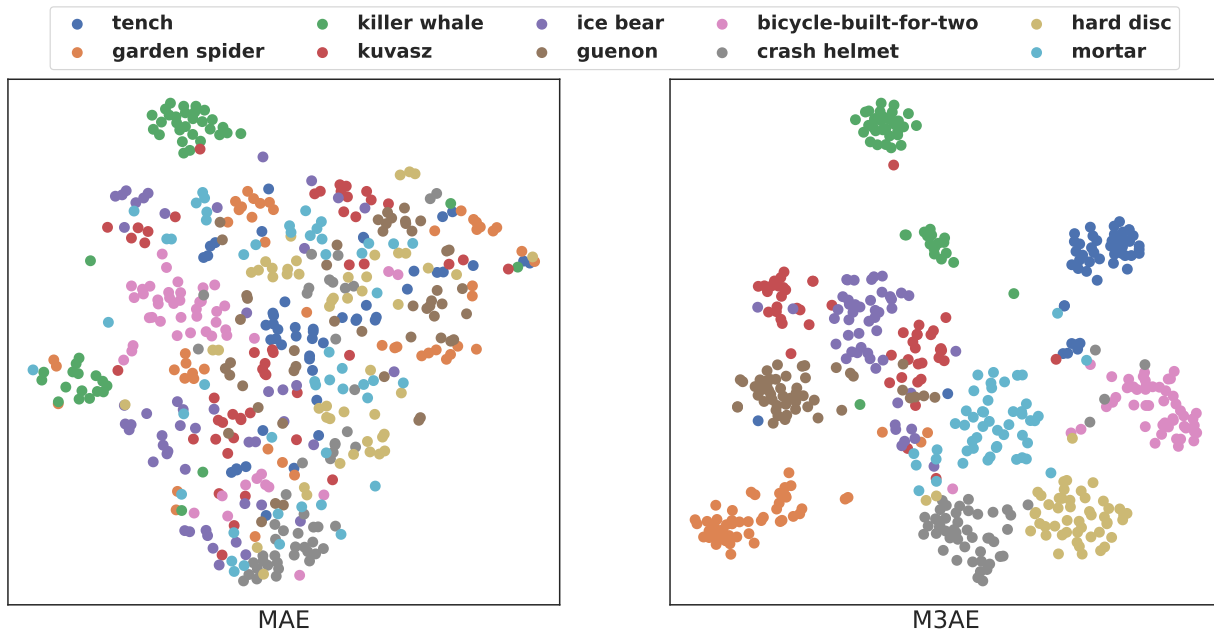 tench killer whale ice bear bicycle-built-for-two hard disc
garden spider kuvasz guenon crash helmet mortar
MAE M3AE